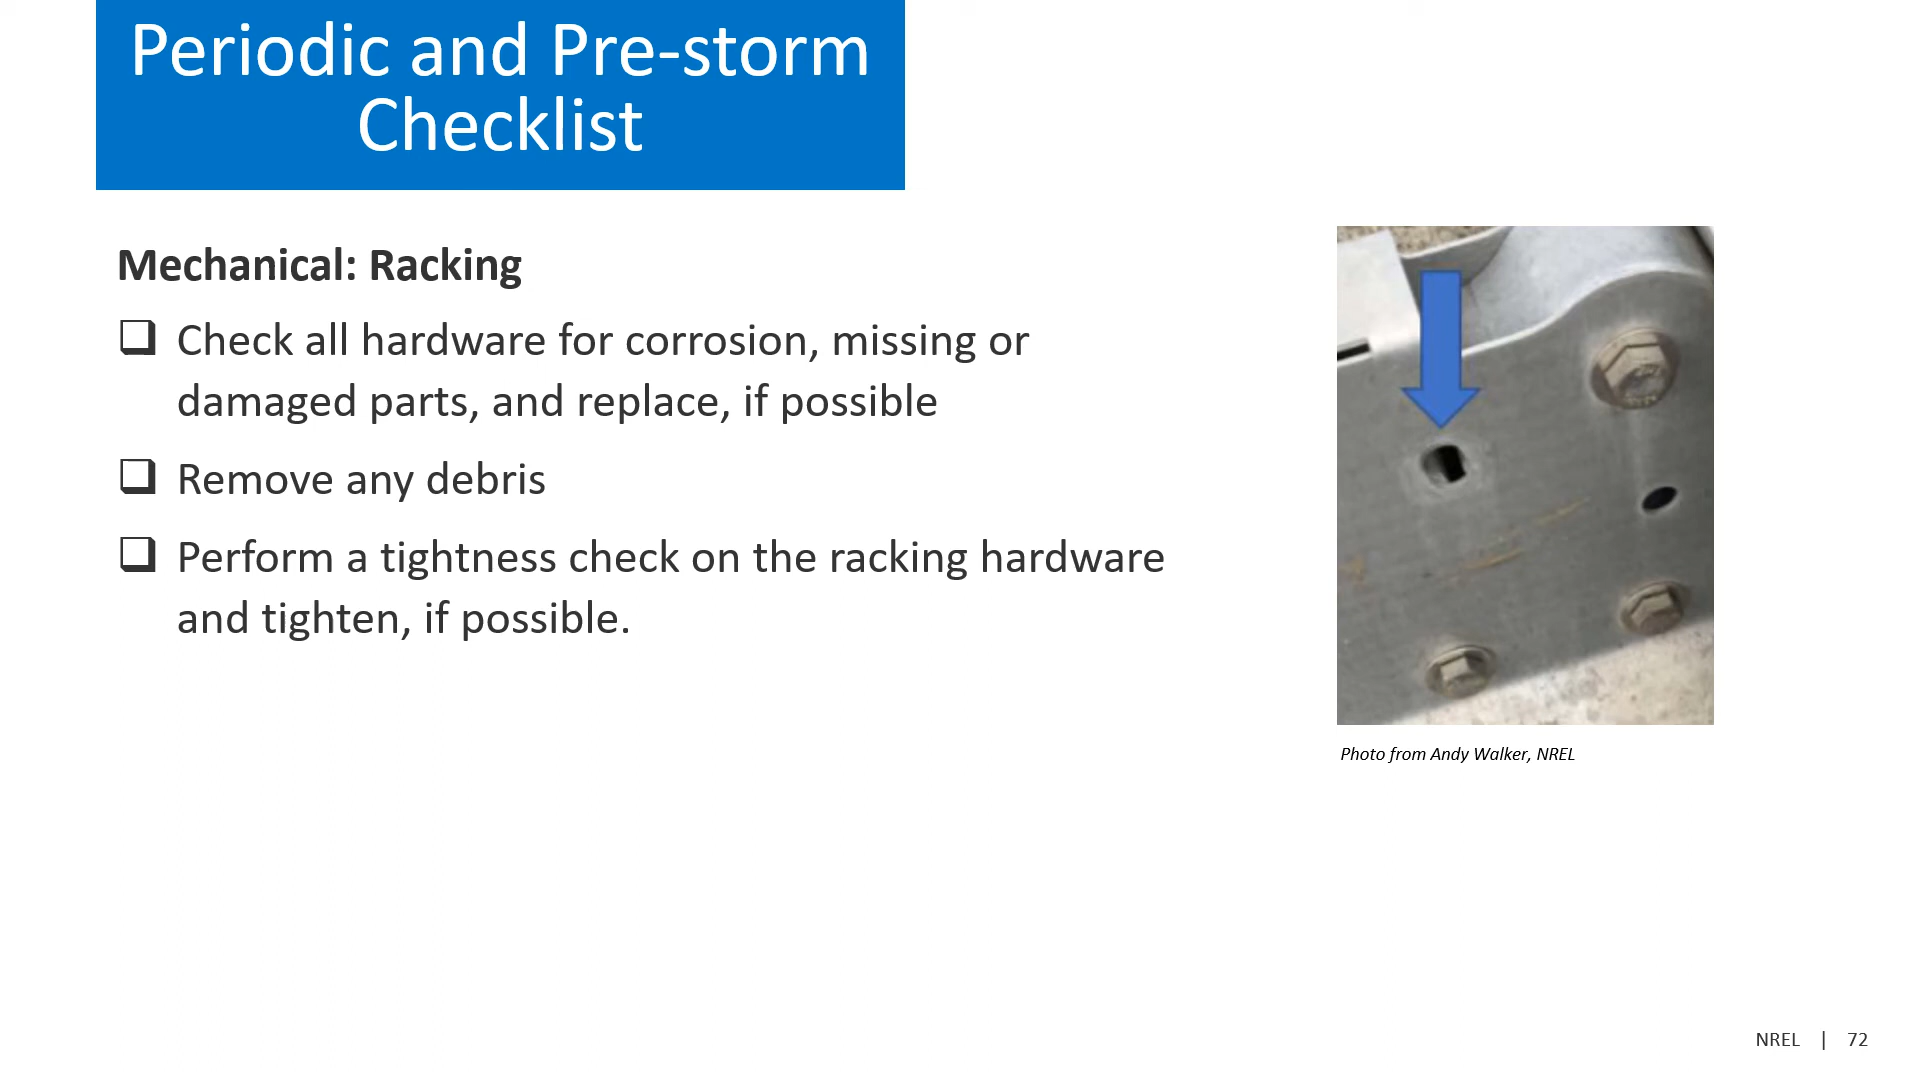 Periodic and Pre-storm
Checklist
Mechanical: Racking
Check all hardware for corrosion, missing or
damaged parts, and replace, if possible
Remove any debris
Perform a tightness check on the racking hardware
and tighten, if possible.
Photo from Andy Walker, NREL
NREL | 72